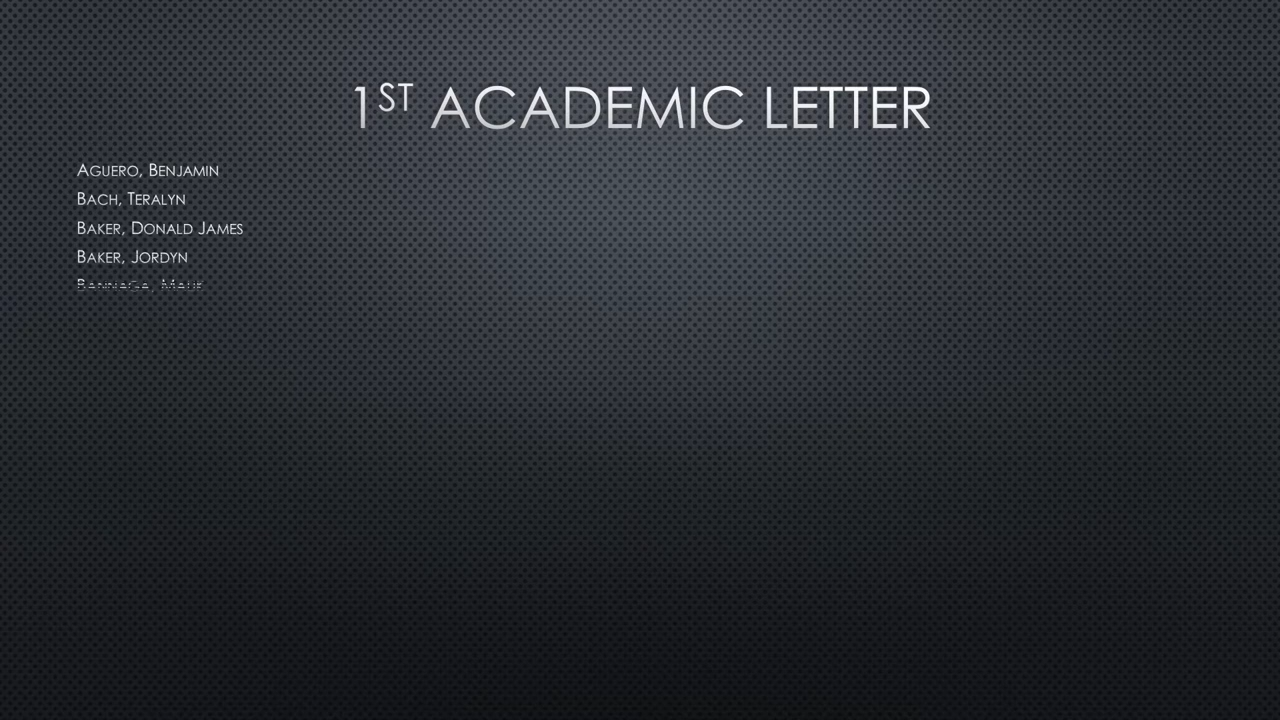 1ST ACADEMIC LETTER
AGUERO, BENJAMIN
BACH, TERALYN
BAKER, DONALD JAMES
BAKER, JORDYN